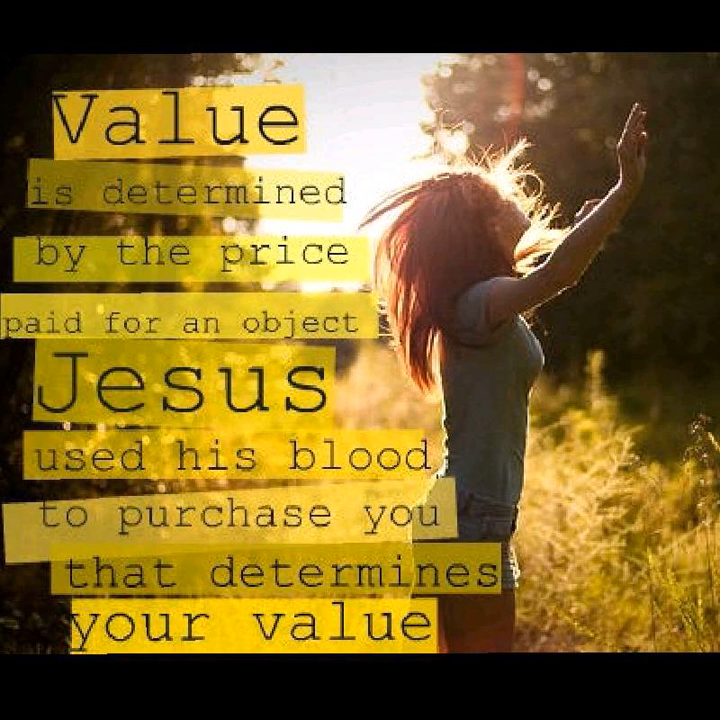 Value
is determined
by the price
paid for an object
Jesus
used his blood
to purchase you
that determines
your value